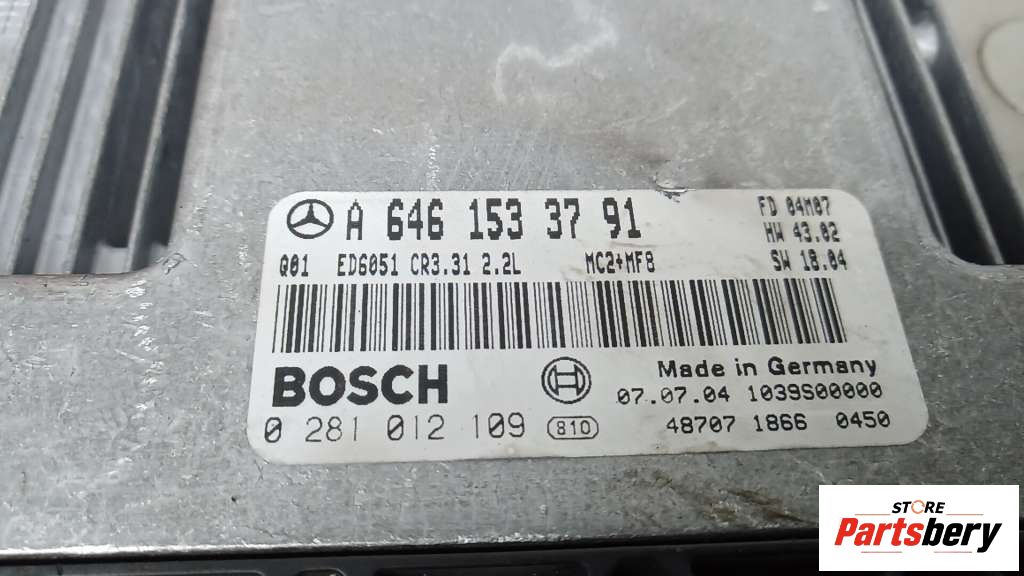 A 646 153 37 91
FD 04M07
HW 43.02
Q01 ED6051 CR3.31 2.2L MC2+MF8 SW 18.04
BOSCH
Made in Germany
07.07.04 1039S00000
0 281 012 109 810
48707 1866 0450
STORE
Partsbery